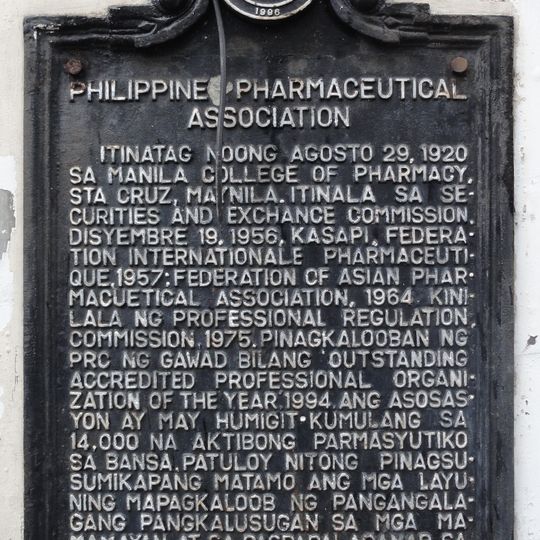 1996
PHILIPPINE PHARMACEUTICAL
ASSOCIATION
ITINATAG NOONG AGOSTO 29, 1920
SA MANILA COLLEGE OF PHARMACY,
STA CRUZ, MAYNILA. ITINALA SA SE-
CURITIES AND EXCHANGE COMMISSION,
DISYEMBRE 19, 1956, KASAPI, FEDERA-
TION INTERNATIONALE PHARMACEUTI-
QUE, 1957; FEDERATION OF ASIAN PHAR-
MACUETICAL ASSOCIATION, 1964. KINI-
LALA NG PROFESSIONAL REGULATION,
COMMISSION, 1975. PINAGKALOOBAN NG
PRC NG GAWAD BILANG 'OUTSTANDING
ACCREDITED PROFESSIONAL ORGANI-
ZATION OF THE YEAR' 1994. ANG ASOSAS-
YON AY MAY HUMIGIT-KUMULANG SA
14,000 NA AKTIBONG PARMASYUTIKO
SA BANSA. PATULOY NITONG PINAGSU-
SUMIKAPANG MATAMO ANG MGA LAYU-
NING MAPAGKALOOB NG PANGANGALA-
GANG PANGKALUSUGAN SA MGA MA-
MAMAYAN AT SA PAGPAPALAGANAP SA